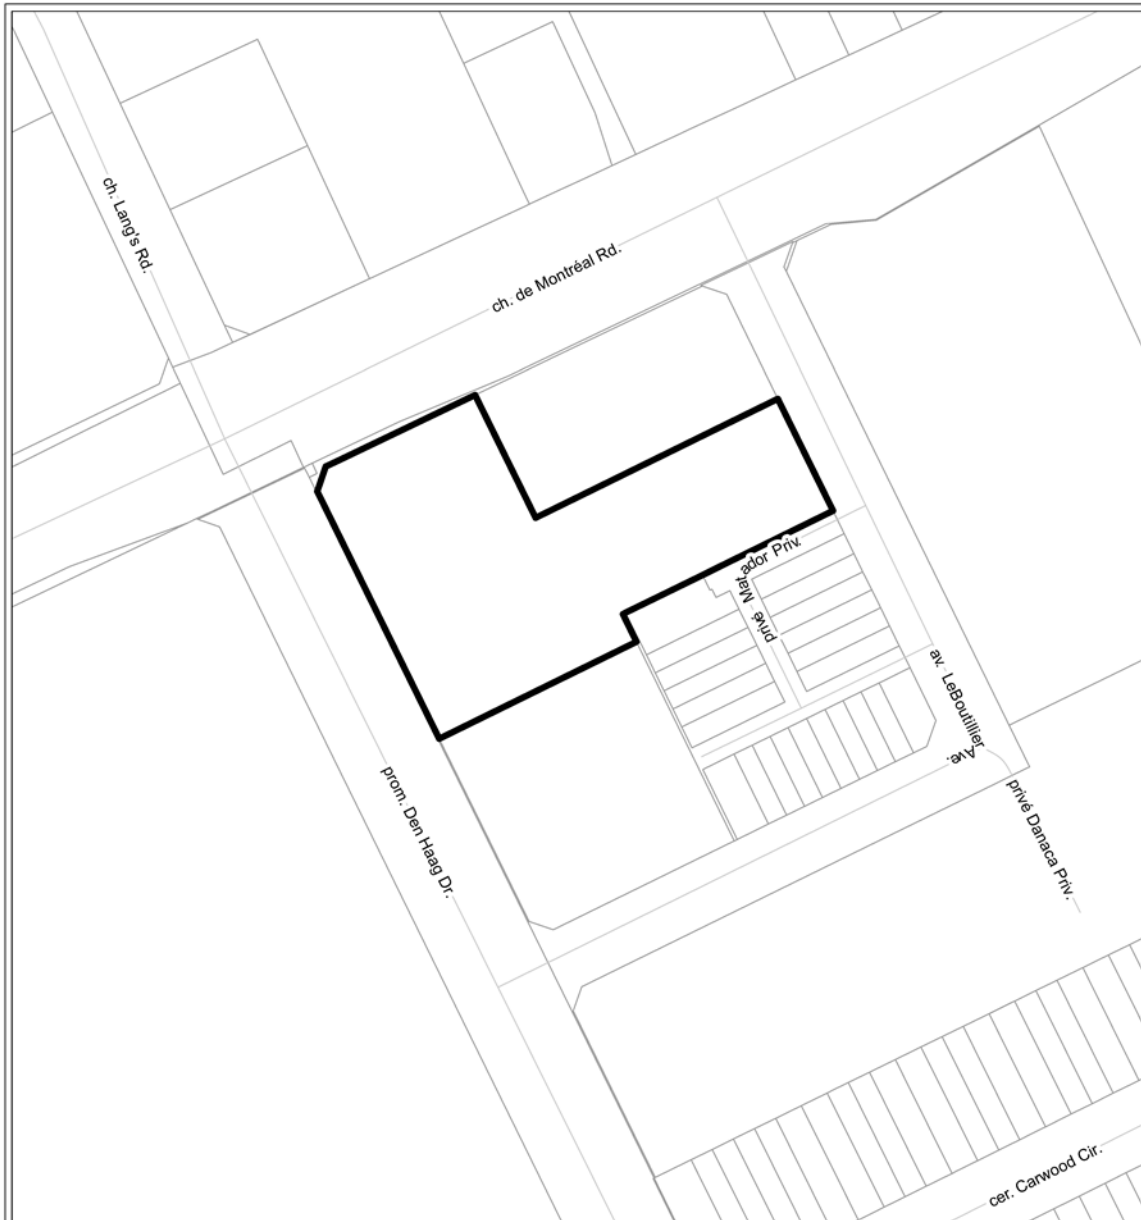 ch. Lang's Rd.
ch. de Montréal Rd.
privé Matador Priv.
av. LeBoutillier Ave.
prom. Den Haag Dr.
privé Danaca Priv.
cer. Carwood Cir.